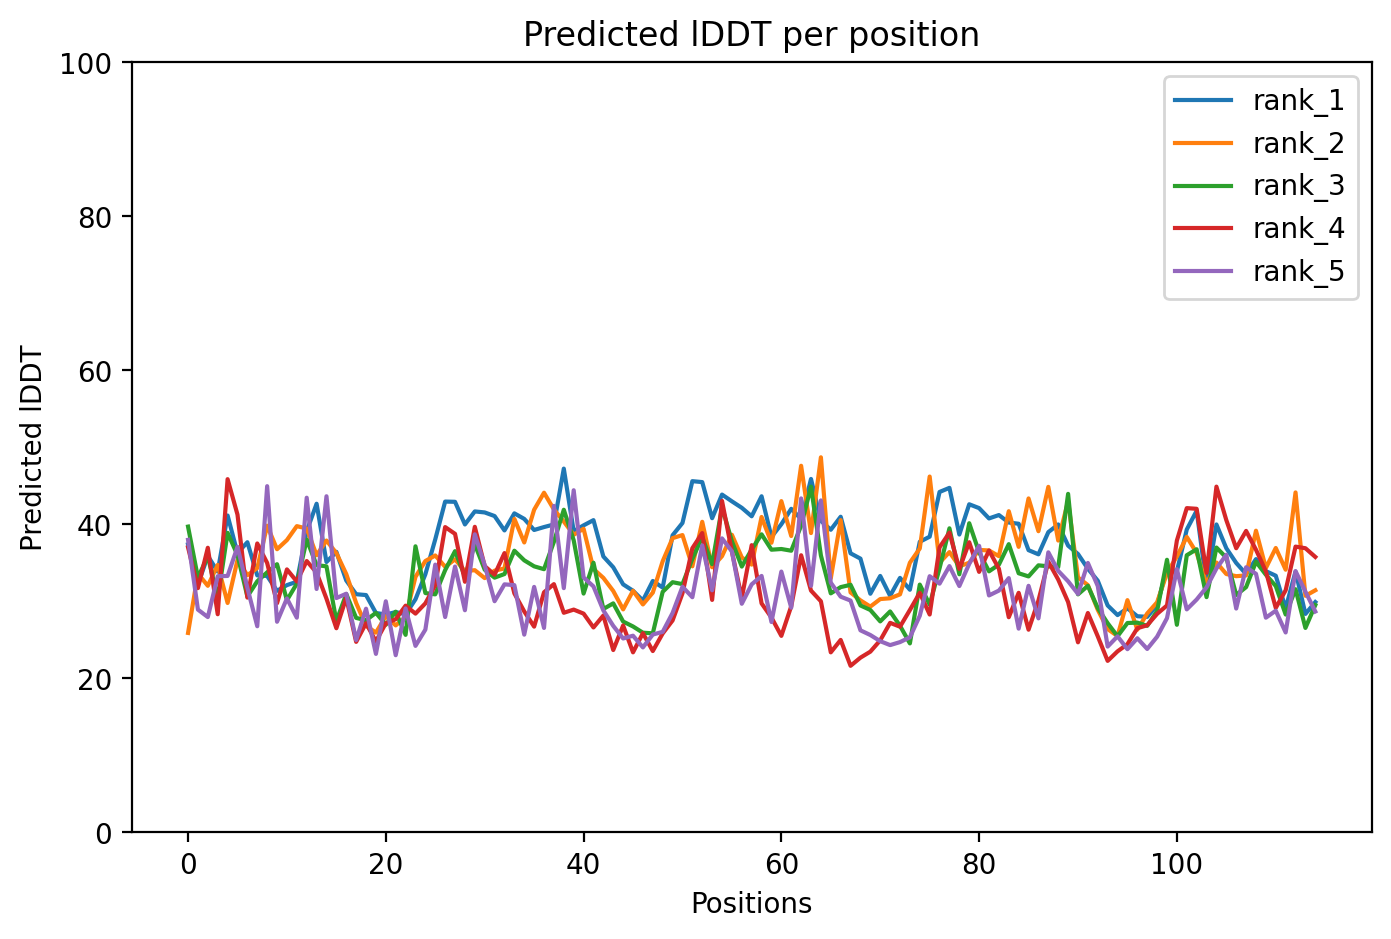 Predicted lDDT per position
100
80
60
40
20
0
Predicted lDDT
rank_1
rank_2
rank_3
rank_4
rank_5
0 20 40 60 80 100
Positions